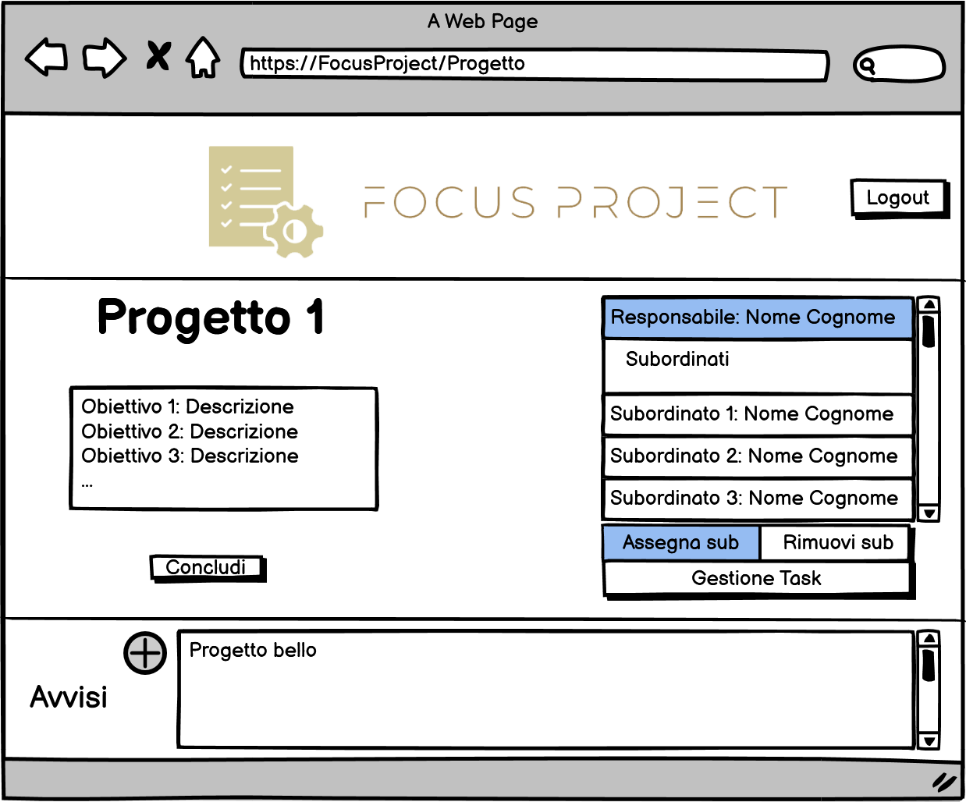 A Web Page
https://FocusProject/Progetto
FOCUS PROJECT
Logout
Progetto 1
Obiettivo 1: Descrizione
Obiettivo 2: Descrizione
Obiettivo 3: Descrizione
...
Concludi
Responsabile: Nome Cognome
Subordinati
Subordinato 1: Nome Cognome
Subordinato 2: Nome Cognome
Subordinato 3: Nome Cognome
Assegna sub
Rimuovi sub
Gestione Task
Avvisi
Progetto bello